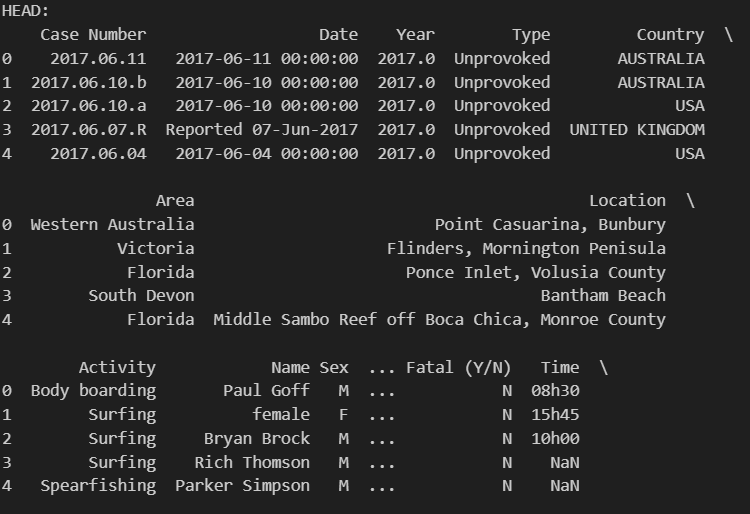 HEAD:
Case Number Date Year Type Country \
0 2017.06.11 2017-06-11 00:00:00 2017.0 Unprovoked AUSTRALIA
1 2017.06.10.b 2017-06-10 00:00:00 2017.0 Unprovoked AUSTRALIA
2 2017.06.10.a 2017-06-10 00:00:00 2017.0 Unprovoked USA
3 2017.06.07.R Reported 07-Jun-2017 2017.0 Unprovoked UNITED KINGDOM
4 2017.06.04 2017-06-04 00:00:00 2017.0 Unprovoked USA
Area Location \
0 Western Australia Point Casuarina, Bunbury
1 Victoria Flinders, Mornington Penisula
2 Florida Ponce Inlet, Volusia County
3 South Devon Bantham Beach
4 Florida Middle Sambo Reef off Boca Chica, Monroe County
Activity Name Sex ... Fatal (Y/N) Time \
0 Body boarding Paul Goff M ... N 08h30
1 Surfing female F ... N 15h45
2 Surfing Bryan Brock M ... N 10h00
3 Surfing Rich Thomson M ... N NaN
4 Spearfishing Parker Simpson M ... N NaN